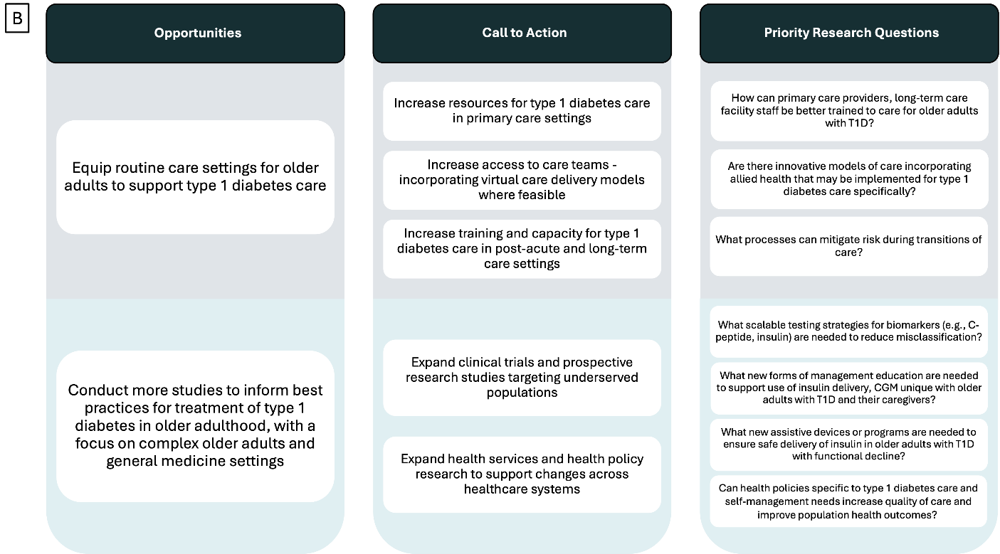 B
Opportunities
Call to Action
Priority Research Questions
Equip routine care settings for older
adults to support type 1 diabetes care
Increase resources for type 1 diabetes care
in primary care settings
Increase access to care teams -
incorporating virtual care delivery models
where feasible
Increase training and capacity for type 1
diabetes care in post-acute and long-term
care settings
How can primary care providers, long-term care
facility staff be better trained to care for older adults
with T1D?
Are there innovative models of care incorporating
allied health that may be implemented for type 1
diabetes care specifically?
What processes can mitigate risk during transitions of
care?
Conduct more studies to inform best
practices for treatment of type 1
diabetes in older adulthood, with a
focus on complex older adults and
general medicine settings
Expand clinical trials and prospective
research studies targeting underserved
populations
Expand health services and health policy
research to support changes across
healthcare systems
What scalable testing strategies for biomarkers (e.g., C-
peptide, insulin) are needed to reduce misclassification?
What new forms of management education are needed
to support use of insulin delivery, CGM unique with older
adults with T1D and their caregivers?
What new assistive devices or programs are needed to
ensure safe delivery of insulin in older adults with T1D
with functional decline?
Can health policies specific to type 1 diabetes care and
self-management needs increase quality of care and
improve population health outcomes?